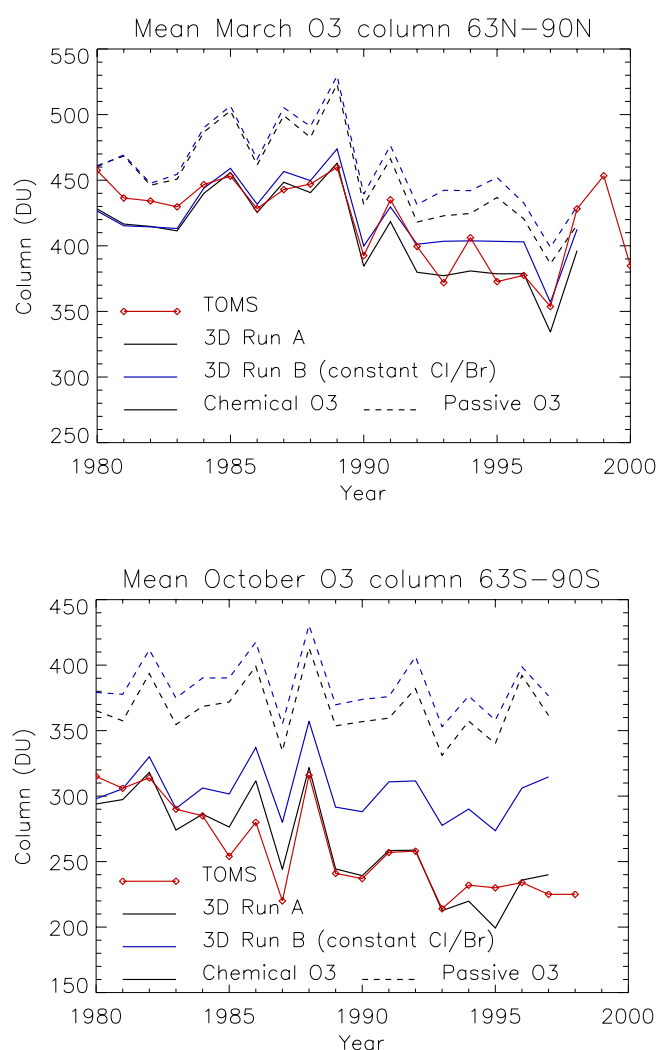 Mean March O3 column 63N-90N
550
500
450
400
350
300
250
Column (DU)
TOMS
3D Run A
3D Run B (constant Cl/Br)
Chemical O3 Passive O3
1980 1985 1990 1995 2000
Year
Mean October O3 column 63S-90S
450
400
350
300
250
200
150
Column (DU)
TOMS
3D Run A
3D Run B (constant Cl/Br)
Chemical O3 Passive O3
1980 1985 1990 1995 2000
Year